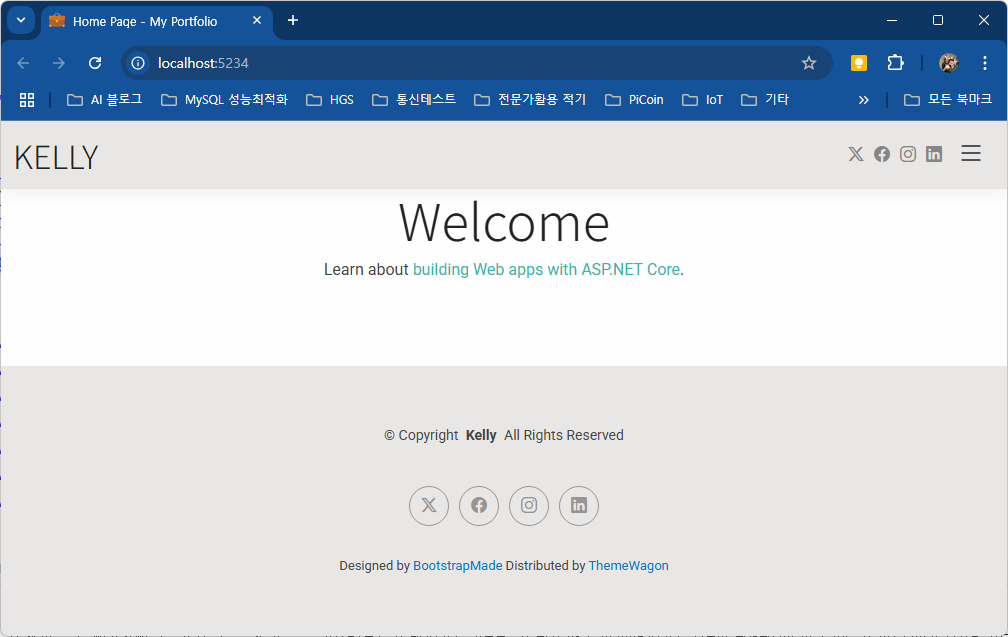 Home Page - My Portfolio
localhost:5234
AI 블로그 MySQL 성능최적화 HGS 통신테스트 전문가활용 적기 PiCoin IoT 기타 모든 북마크
KELLY
Welcome
Learn about building Web apps with ASP.NET Core.
© Copyright Kelly All Rights Reserved
Designed by BootstrapMade Distributed by ThemeWagon